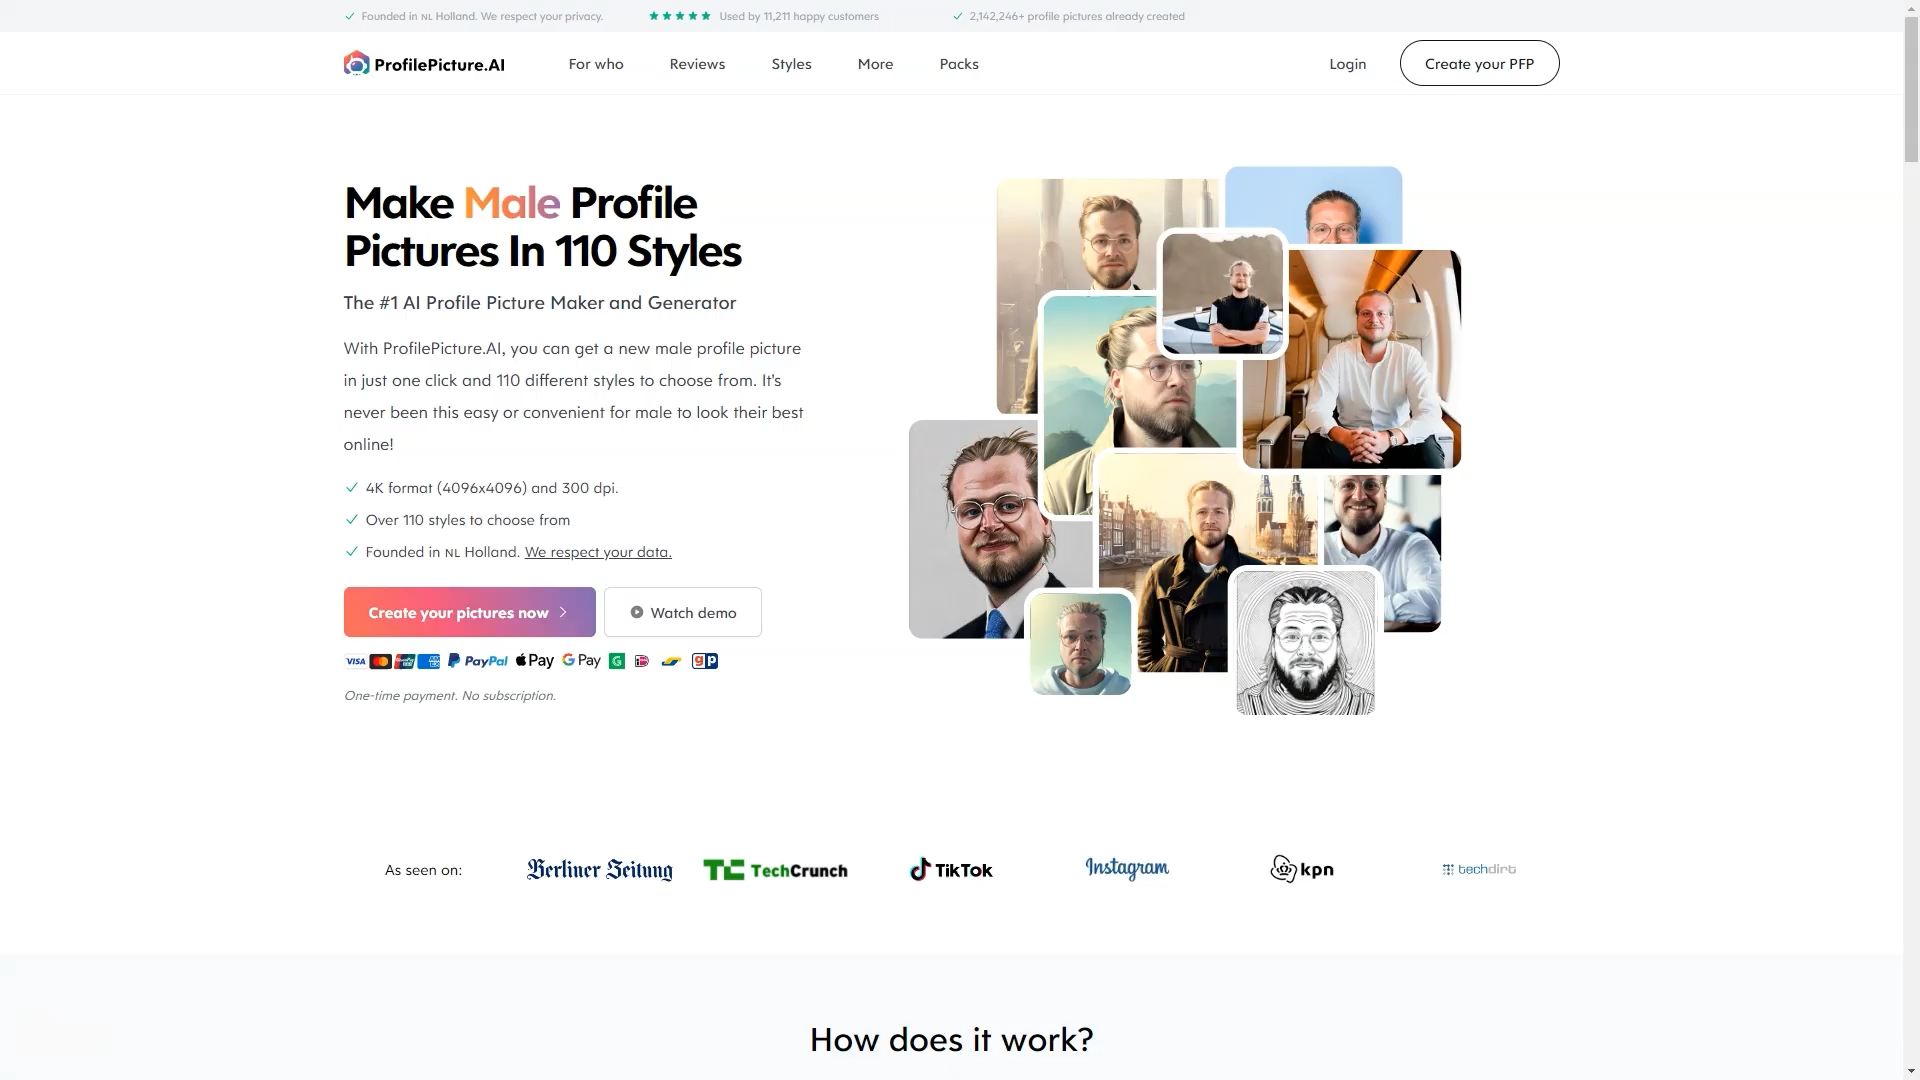 Founded in NL Holland. We respect your privacy.
Used by 11,211 happy customers
2,142,246+ profile pictures already created
ProfilePicture.AI
For who
Reviews
Styles
More
Packs
Login
Create your PFP
Make Male Profile
Pictures In 110 Styles
The #1 AI Profile Picture Maker and Generator
With ProfilePicture.AI, you can get a new male profile picture
in just one click and 110 different styles to choose from. It's
never been this easy or convenient for male to look their best
online!
4K format (4096x4096) and 300 dpi.
Over 110 styles to choose from
Founded in NL Holland. We respect your data.
Create your pictures now
Watch demo
VISA
PayPal
Pay
G Pay
G
gp
One-time payment. No subscription.
As seen on:
Berliner Zeitung
TC TechCrunch
TikTok
Instagram
kpn
techdirt
How does it work?